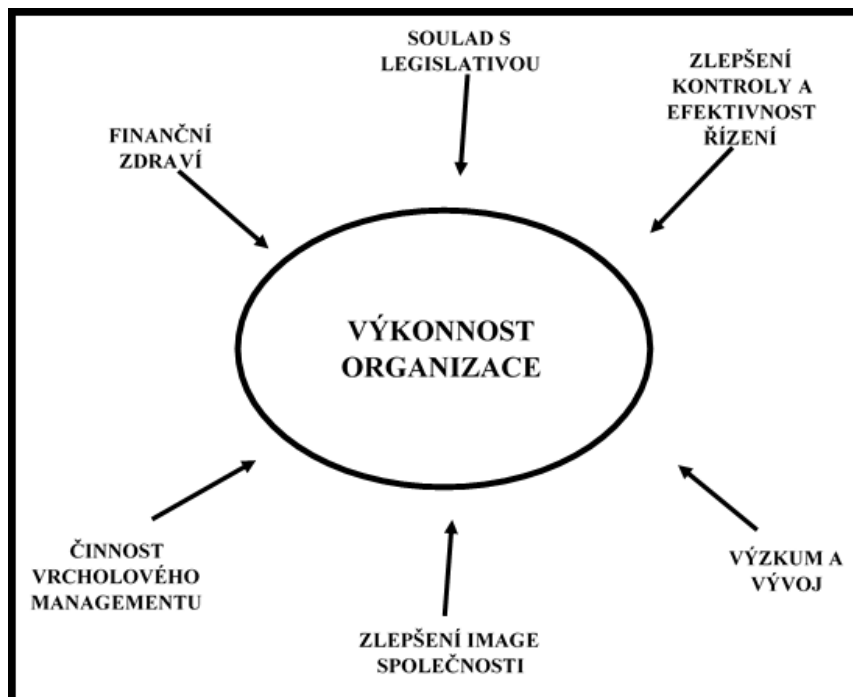 SOULAD S
LEGISLATIVOU
ZLEPŠENÍ
KONTROLY A
EFEKTIVNOST
ŘÍZENÍ
FINANČNÍ
ZDRAVÍ
VÝKONNOST
ORGANIZACE
ČINNOST
VRCHOLOVÉHO
MANAGEMENTU
VÝZKUM A
VÝVOJ
ZLEPŠENÍ IMAGE
SPOLEČNOSTI